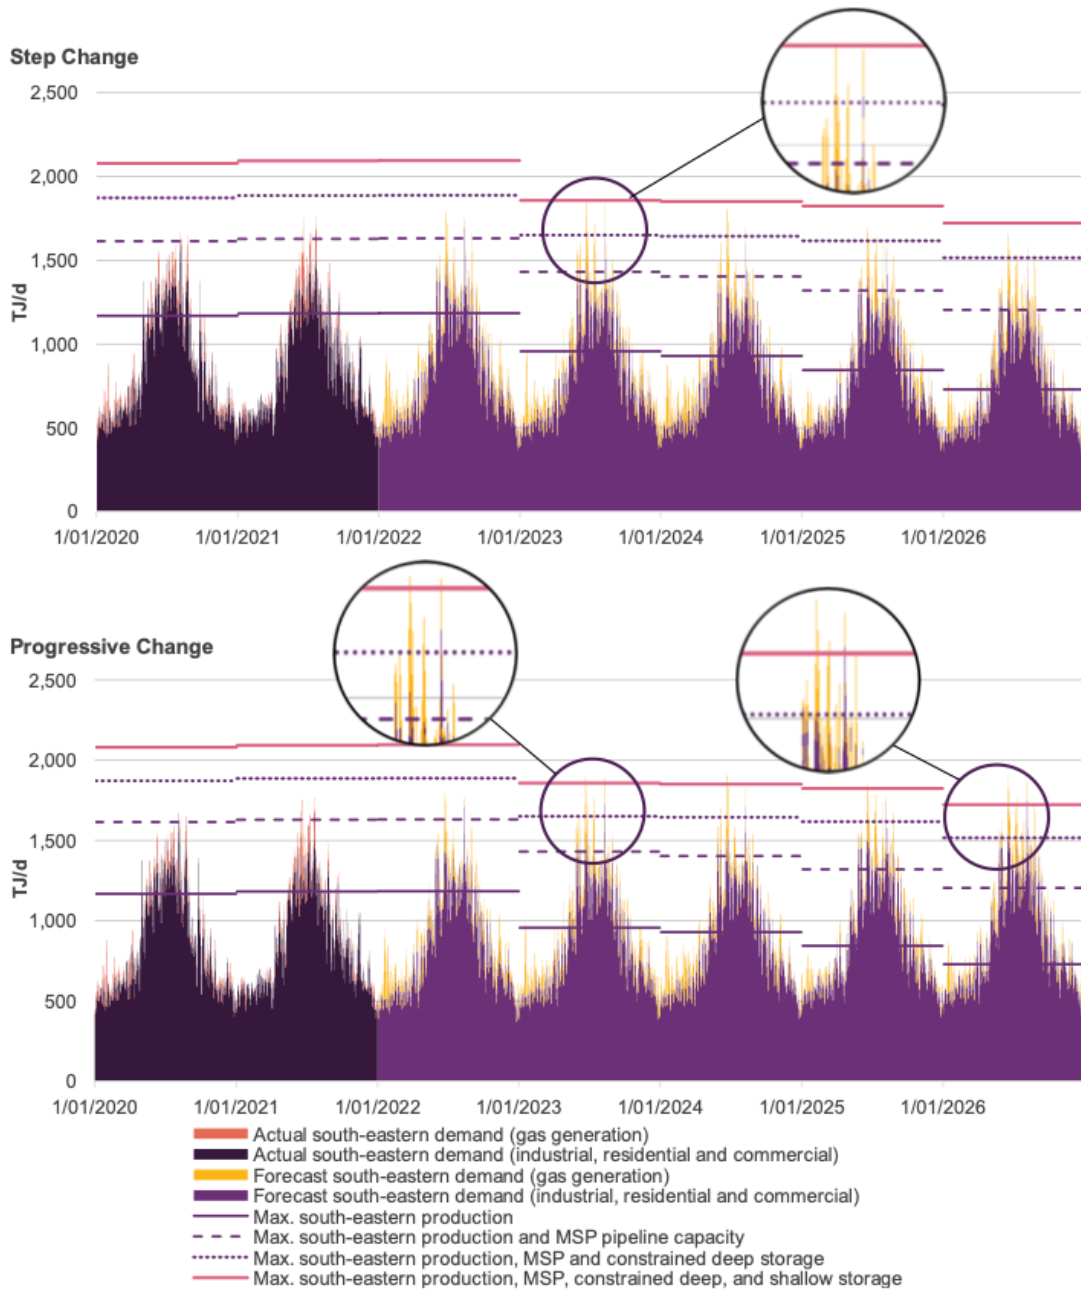 Step Change
TJ/d
2,500
2,000
1,500
1,000
500
0
1/01/2020 1/01/2021 1/01/2022 1/01/2023 1/01/2024 1/01/2025 1/01/2026
Progressive Change
TJ/d
2,500
2,000
1,500
1,000
500
0
1/01/2020 1/01/2021 1/01/2022 1/01/2023 1/01/2024 1/01/2025 1/01/2026
Actual south-eastern demand (gas generation)
Actual south-eastern demand (industrial, residential and commercial)
Forecast south-eastern demand (gas generation)
Forecast south-eastern demand (industrial, residential and commercial)
Max. south-eastern production
Max. south-eastern production and MSP pipeline capacity
Max. south-eastern production, MSP and constrained deep storage
Max. south-eastern production, MSP, constrained deep, and shallow storage